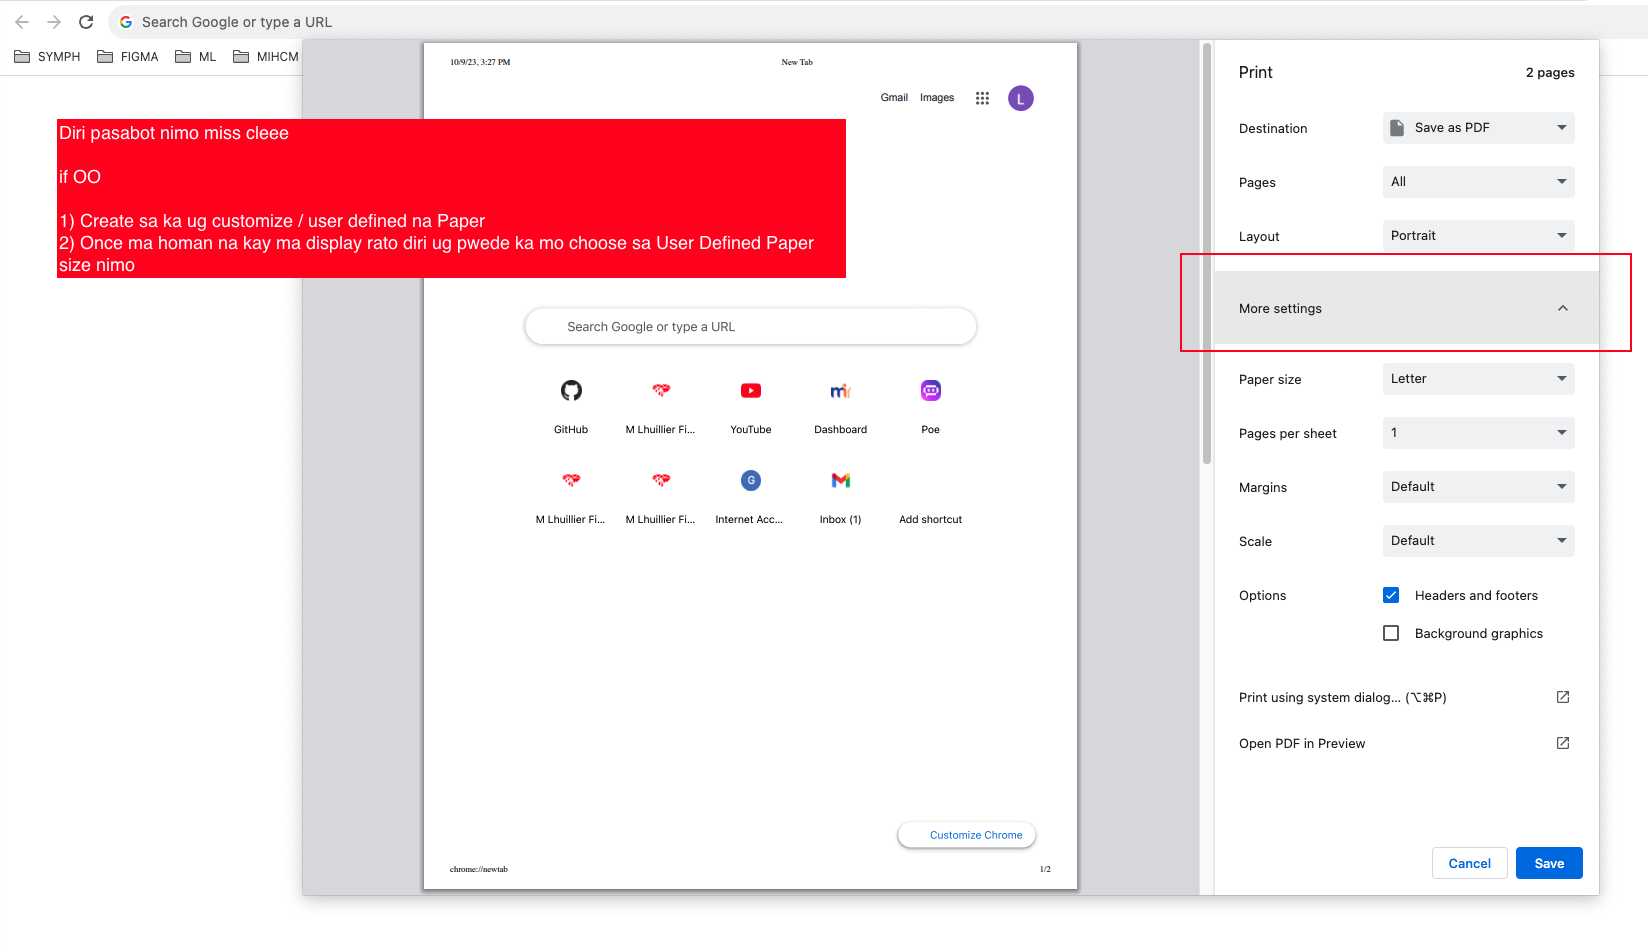 Search Google or type a URL
SYMPH FIGMA ML MIHCM
10/9/23, 3:27 PM New Tab
Gmail Images L
Diri pasabot nimo miss cleee
if OO
1) Create sa ka ug customize / user defined na Paper
2) Once ma homan na kay ma display rato diri ug pwede ka mo choose sa User Defined Paper
size nimo
Search Google or type a URL
GitHub M Lhuillier Fi... YouTube Dashboard Poe
G
M Lhuillier Fi... M Lhuillier Fi... Internet Acc... Inbox (1) Add shortcut
Customize Chrome
chrome://newtab 1/2
Print 2 pages
Destination Save as PDF
Pages All
Layout Portrait
More settings
Paper size Letter
Pages per sheet 1
Margins Default
Scale Default
Options Headers and footers
Background graphics
Print using system dialog... (⌥⌘P)
Open PDF in Preview
Cancel Save